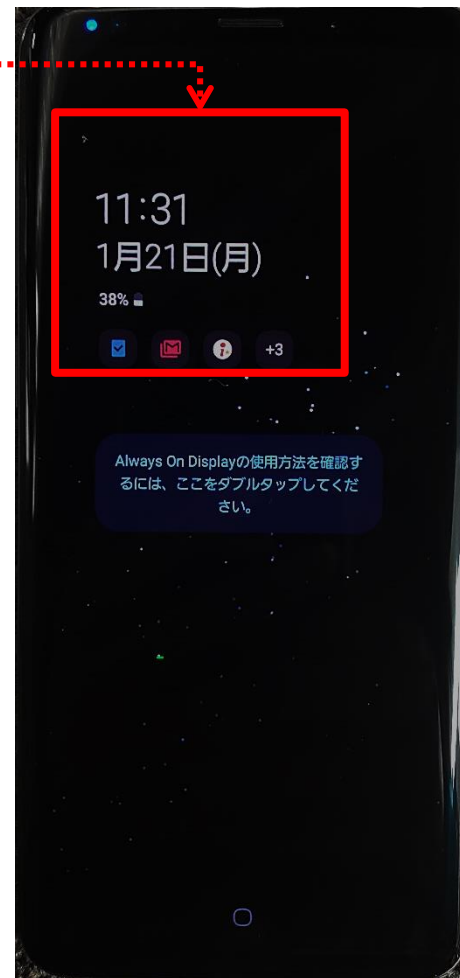 11:31
1月21日(月)
38%
+3
Always On Displayの使用方法を確認す
るには、ここをダブルタップしてくだ
さい。